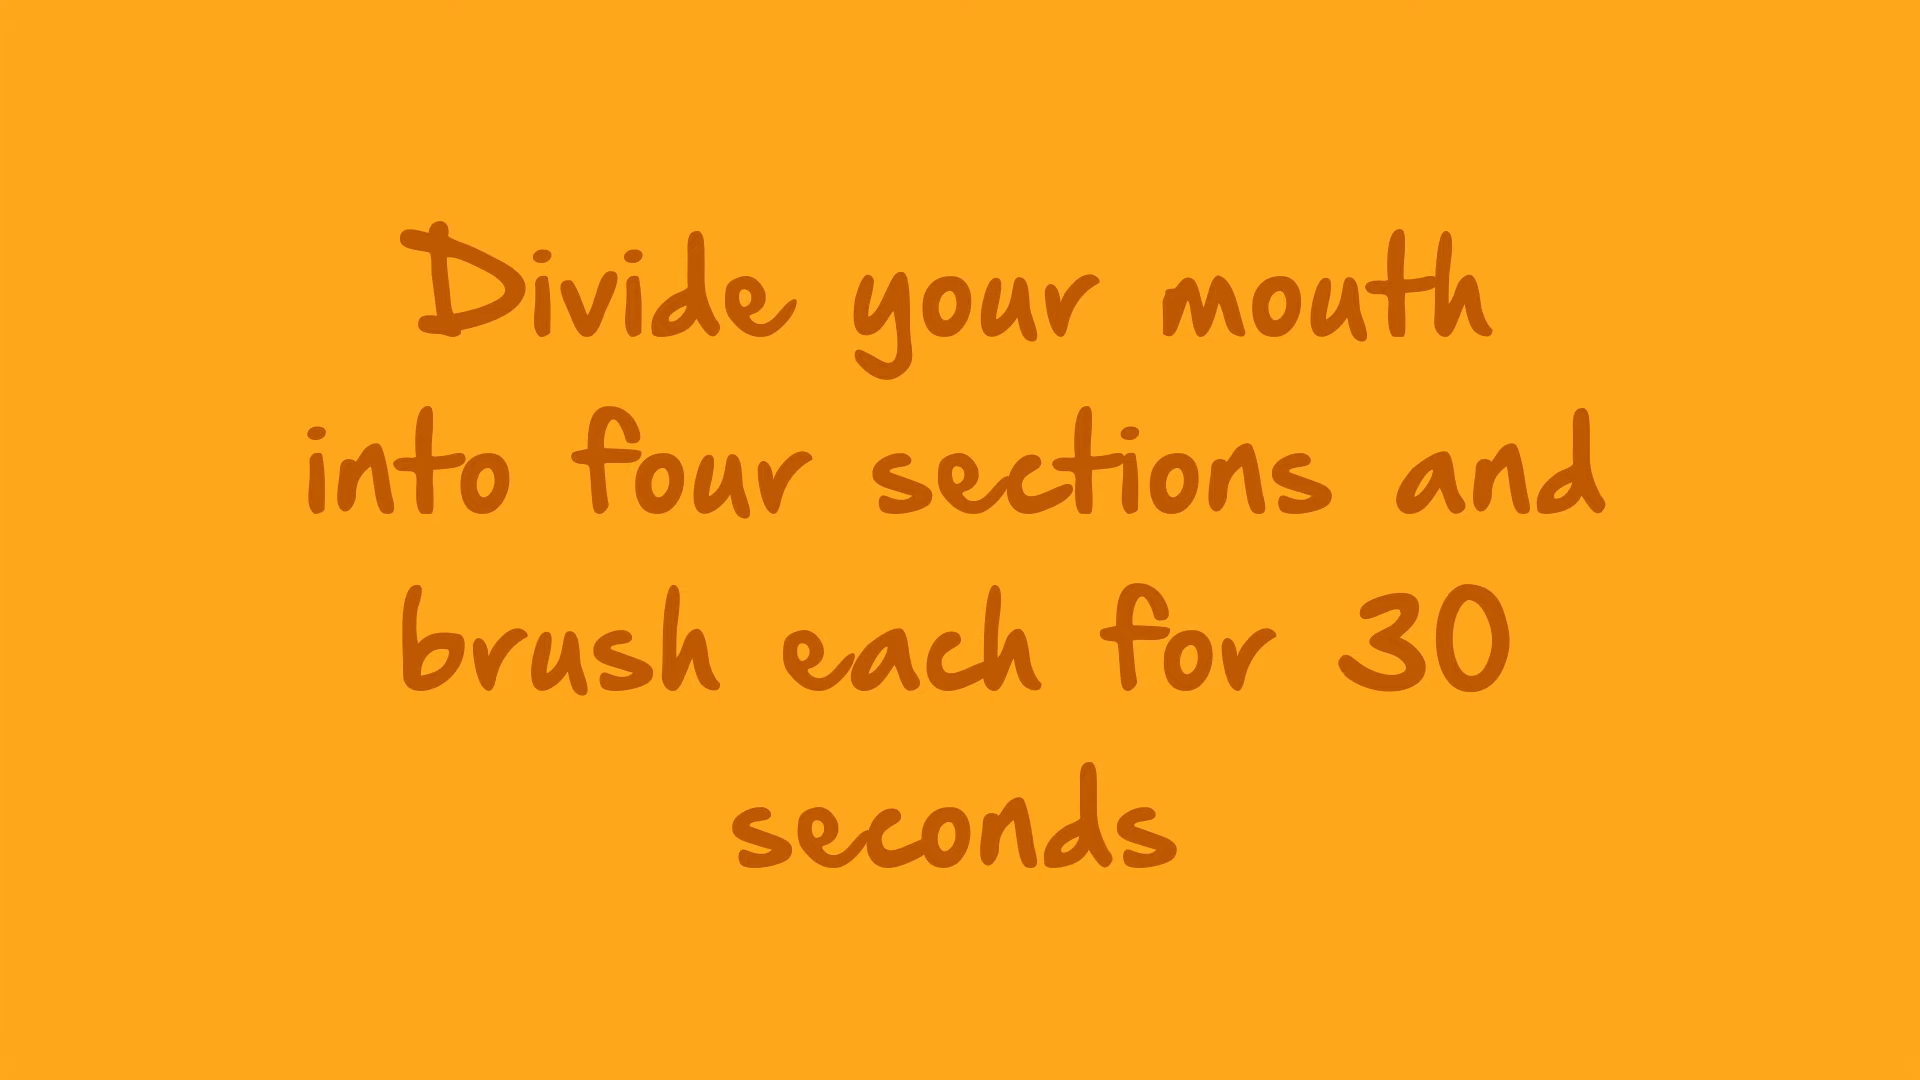 Divide your mouth
into four sections and
brush each for 30
seconds